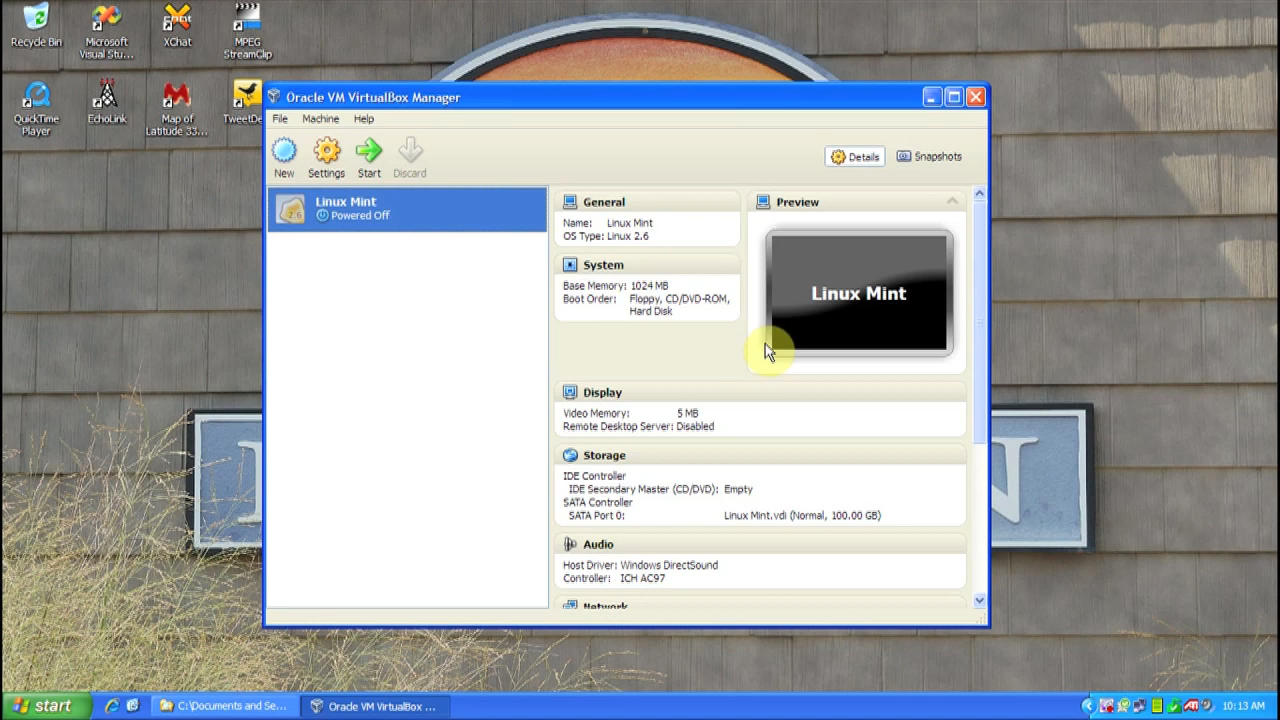 Recycle Bin
Microsoft
Visual Stu...
XChat
MPEG
StreamClip
QuickTime
Player
EchoLink
Map of
Latitude 33...
TweetDe
Oracle VM VirtualBox Manager
File Machine Help
New Settings Start Discard
Details Snapshots
2.6
Linux Mint
Powered Off
General
Name: Linux Mint
OS Type: Linux 2.6
System
Base Memory: 1024 MB
Boot Order: Floppy, CD/DVD-ROM,
Hard Disk
Preview
Linux Mint
Display
Video Memory: 5 MB
Remote Desktop Server: Disabled
Storage
IDE Controller
IDE Secondary Master (CD/DVD): Empty
SATA Controller
SATA Port 0: Linux Mint.vdi (Normal, 100.00 GB)
Audio
Host Driver: Windows DirectSound
Controller: ICH AC97
Network
N
start
C:\Documents and Se...
Oracle VM VirtualBox ...
10:13 AM